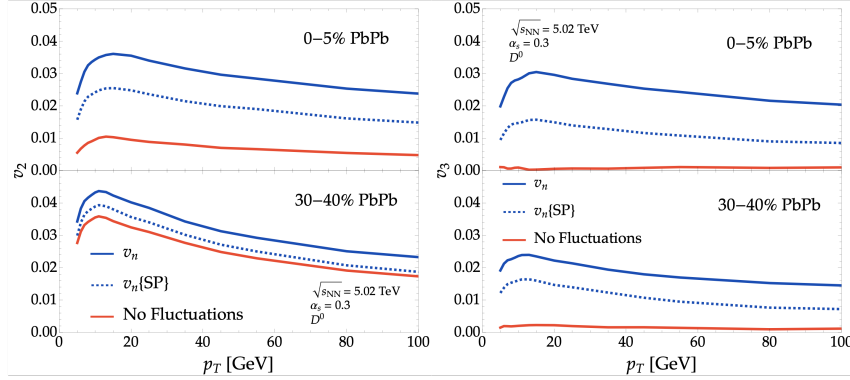 0.05
0.04
0.03
0.02
0.01
0.00
0.04
0.03
0.02
0.01
0.00
v₂
0–5% PbPb
30–40% PbPb
vₙ
vₙ{SP}
No Fluctuations
√sNN = 5.02 TeV
αs = 0.3
D⁰
0 20 40 60 80 100
p_T [GeV]
0.05
0.04
0.03
0.02
0.01
0.00
0.04
0.03
0.02
0.01
0.00
v₃
√sNN = 5.02 TeV
αs = 0.3
D⁰
0–5% PbPb
vₙ
vₙ{SP}
No Fluctuations
30–40% PbPb
0 20 40 60 80 100
p_T [GeV]